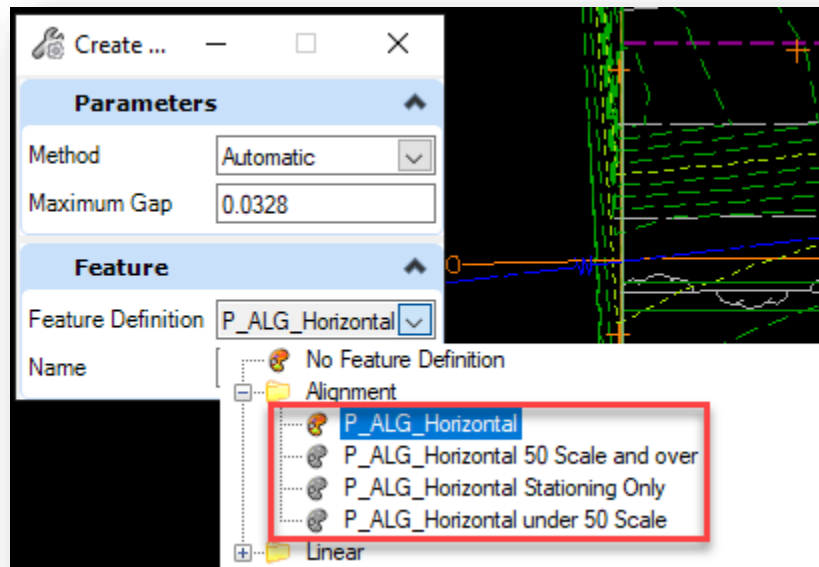 Create ...
Parameters
Method Automatic
Maximum Gap 0.0328
Feature
Feature Definition P_ALG_Horizontal
Name
No Feature Definition
Alignment
P_ALG_Horizontal
P_ALG_Horizontal 50 Scale and over
P_ALG_Horizontal Stationing Only
P_ALG_Horizontal under 50 Scale
Linear